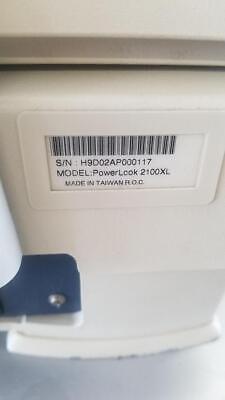 S/N : H9D02AP000117
MODEL:PowerLook 2100XL
MADE IN TAIWAN R.O.C.